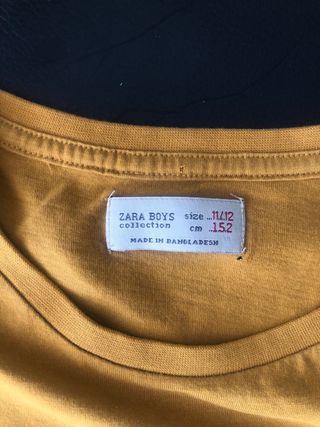 ZARA BOYS size ..11/12
collection cm ..152
MADE IN BANGLADESH